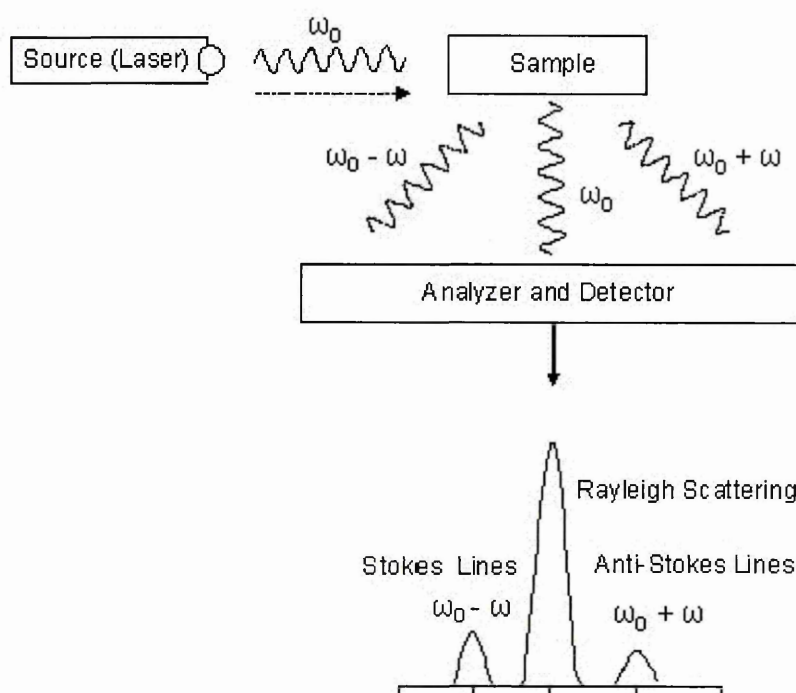 ω₀
Source (Laser)
Sample
ω₀ - ω
ω₀
ω₀ + ω
Analyzer and Detector
Rayleigh Scattering
Stokes Lines
Anti-Stokes Lines
ω₀ - ω
ω₀ + ω